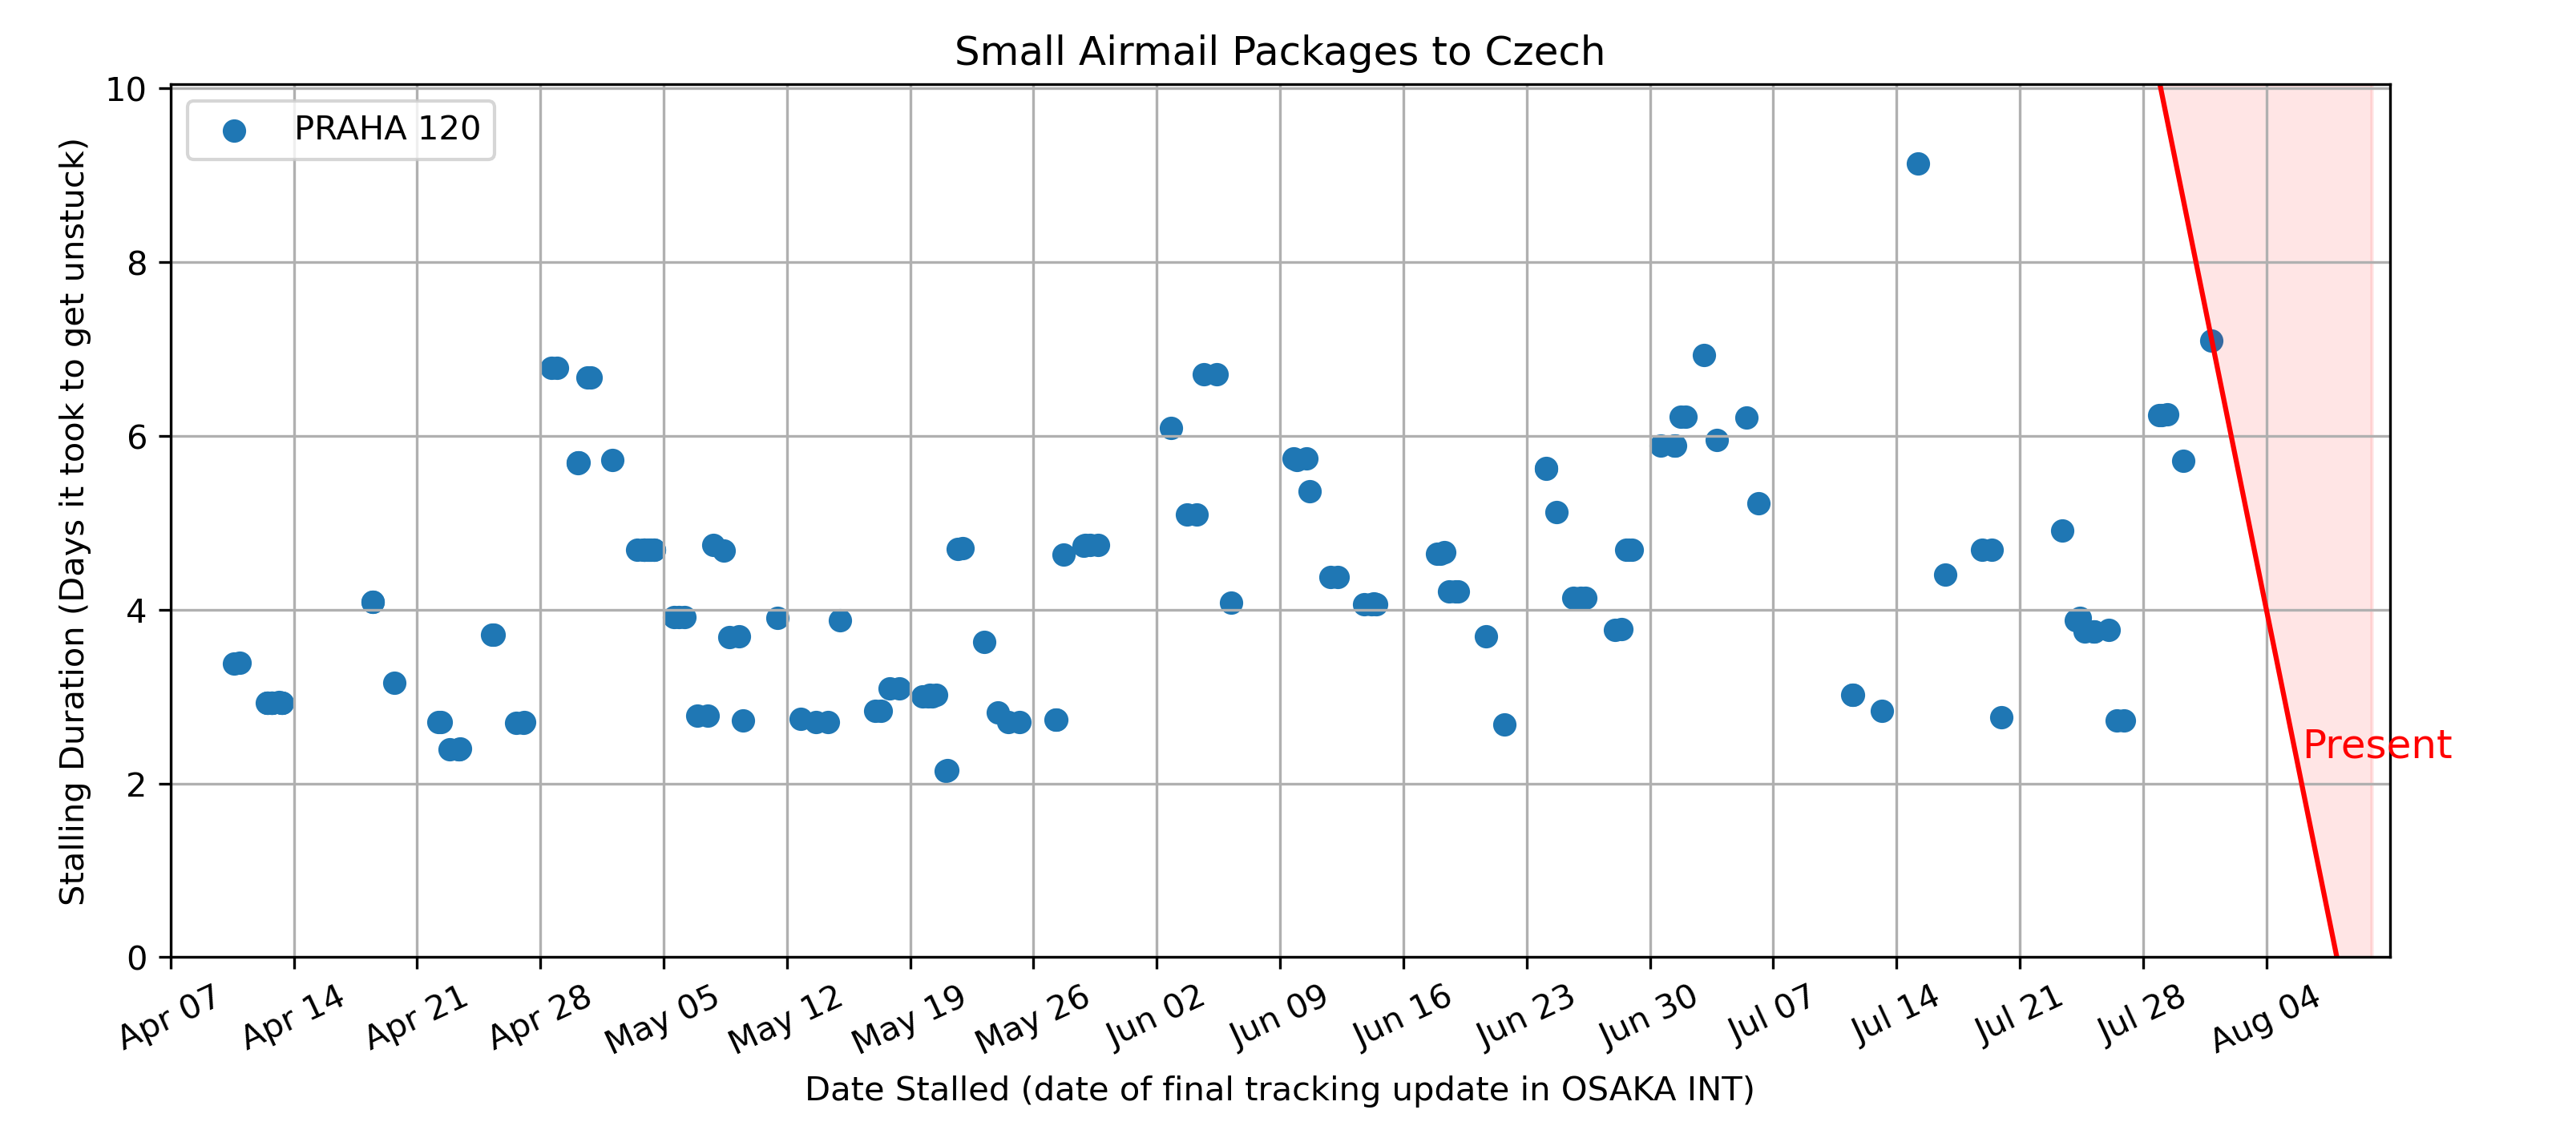 Small Airmail Packages to Czech
PRAHA 120
Stalling Duration (Days it took to get unstuck)
10
8
6
4
2
0
Present
Apr 07
Apr 14
Apr 21
Apr 28
May 05
May 12
May 19
May 26
Jun 02
Jun 09
Jun 16
Jun 23
Jun 30
Jul 07
Jul 14
Jul 21
Jul 28
Aug 04
Date Stalled (date of final tracking update in OSAKA INT)